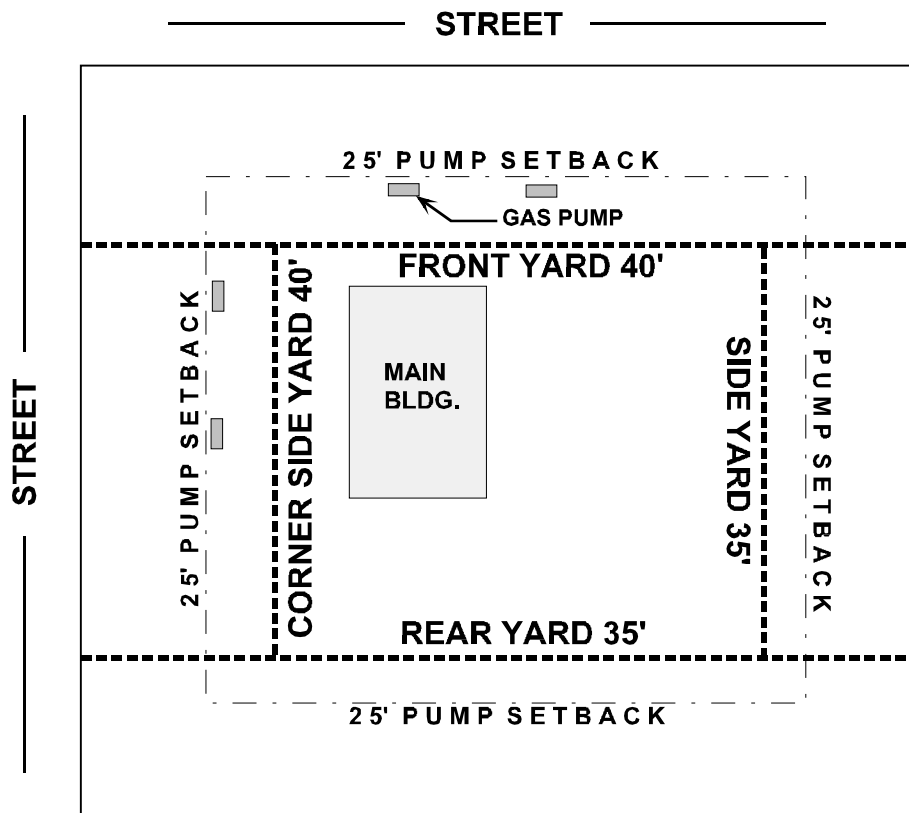 STREET
25' PUMP SETBACK
GAS PUMP
FRONT YARD 40'
STREET
25' PUMP SETBACK
CORNER SIDE YARD 40'
MAIN
BLDG.
SIDE YARD 35'
25' PUMP SETBACK
REAR YARD 35'
25' PUMP SETBACK